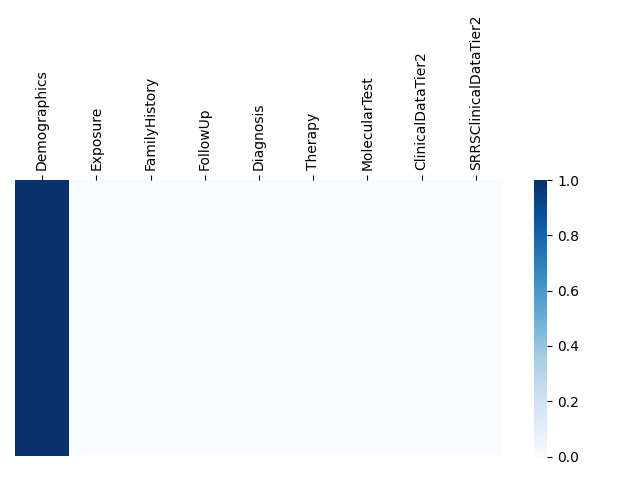 Demographics
Exposure
FamilyHistory
FollowUp
Diagnosis
Therapy
MolecularTest
ClinicalDataTier2
SRRSClinicalDataTier2
1.0
0.8
0.6
0.4
0.2
0.0